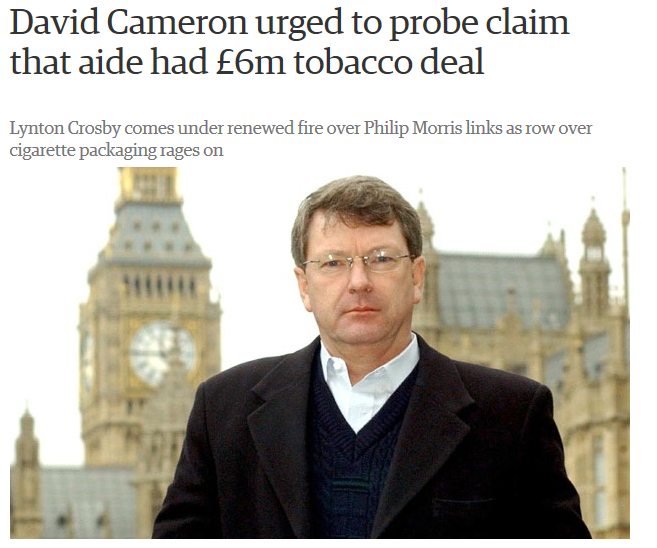 David Cameron urged to probe claim
that aide had £6m tobacco deal
Lynton Crosby comes under renewed fire over Philip Morris links as row over
cigarette packaging rages on